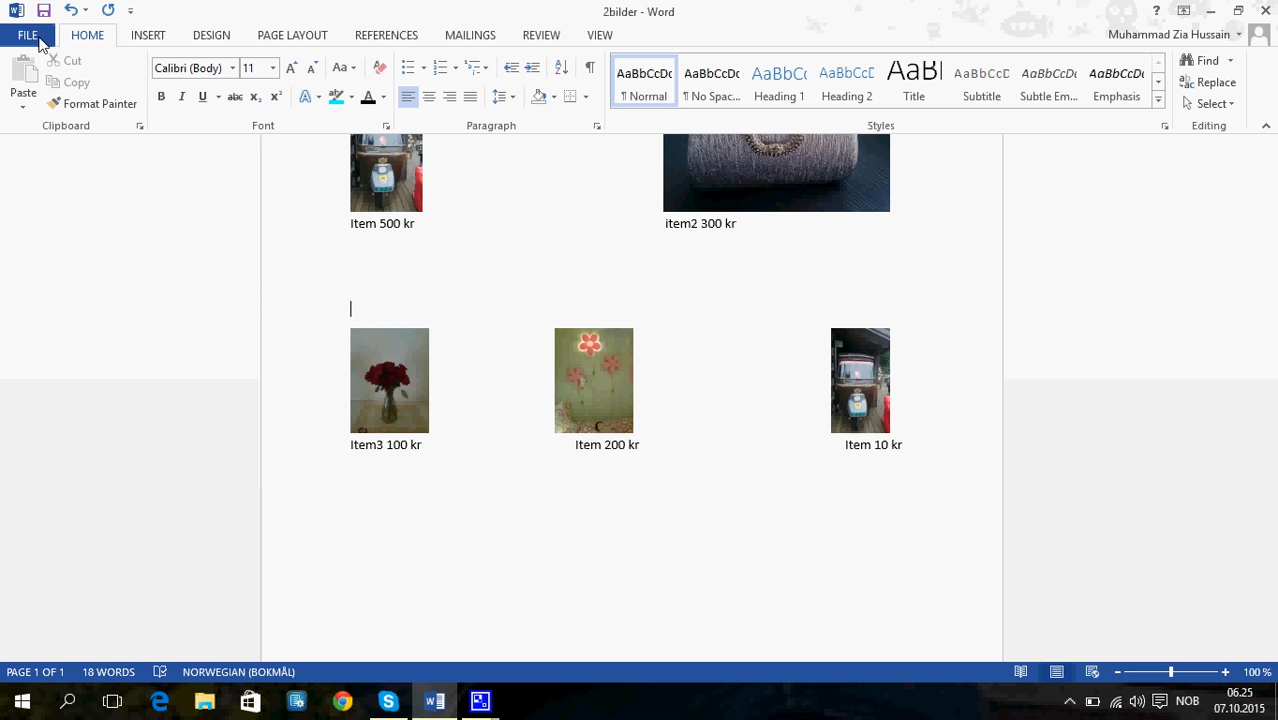 2bilder - Word
FILE HOME INSERT DESIGN PAGE LAYOUT REFERENCES MAILINGS REVIEW VIEW
Muhammad Zia Hussain
Paste
Cut
Copy
Format Painter
Clipboard
Calibri (Body) 11
Aa
B I U abc x₂ x²
A A
Font
Paragraph
AaBbCcDc AaBbCcDc AaBbCc AaBbCcD AaBl AaBbCcD AaBbCcDc AaBbCcDc
¶ Normal ¶ No Spac... Heading 1 Heading 2 Title Subtitle Subtle Em... Emphasis
Styles
Find
Replace
Select
Editing
Item 500 kr item2 300 kr
Item3 100 kr Item 200 kr Item 10 kr
PAGE 1 OF 1 18 WORDS NORWEGIAN (BOKMÅL) 100 %
NOB
06.25
07.10.2015